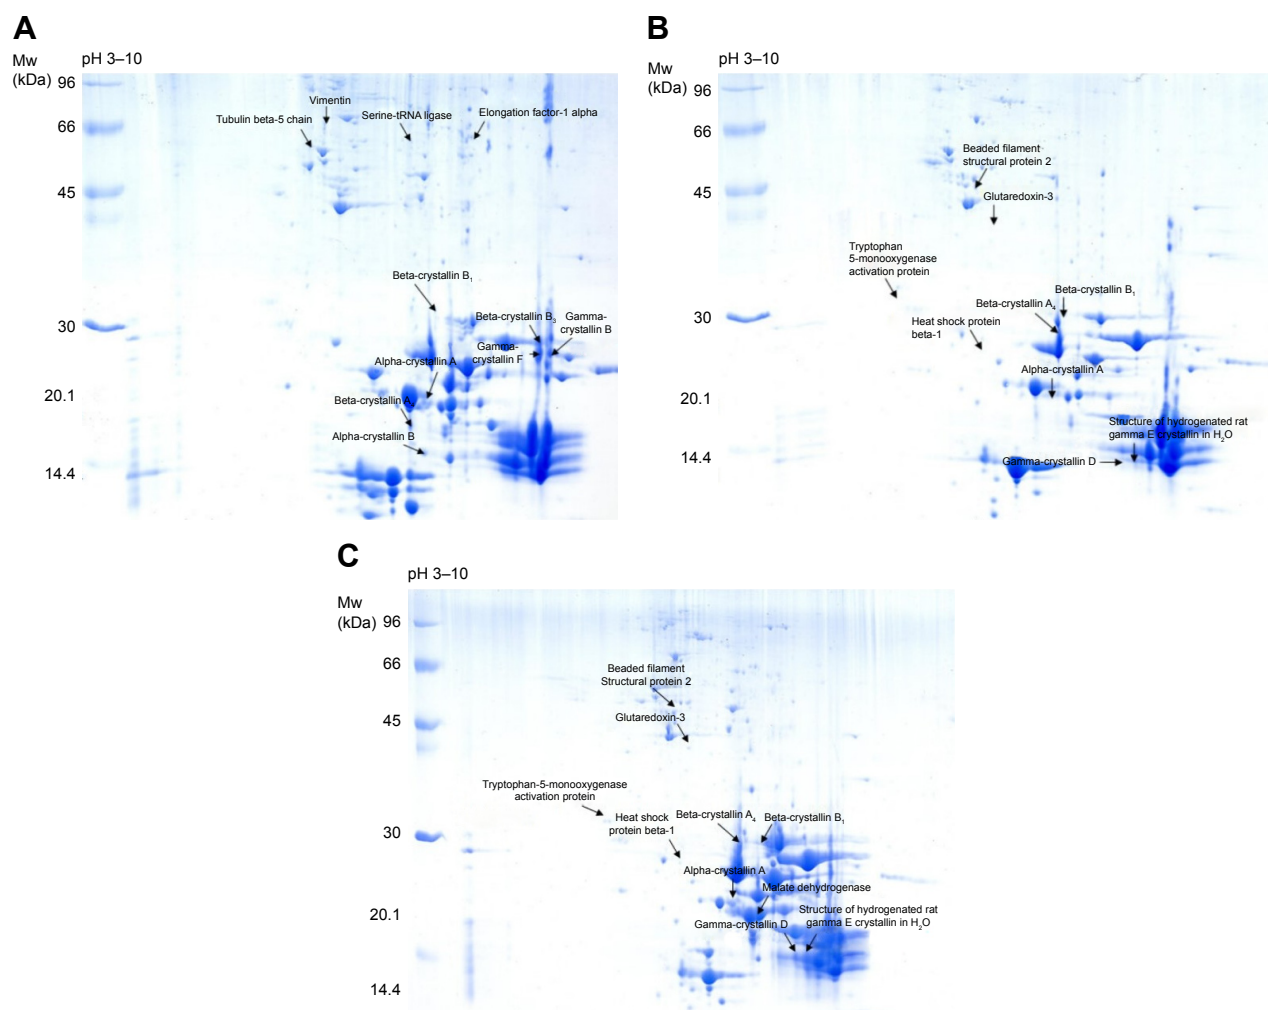 A
Mw
(kDa)
pH 3–10
96
66
45
30
20.1
14.4
Vimentin
Tubulin beta-5 chain
Serine-tRNA ligase
Elongation factor-1 alpha
Beta-crystallin B1
Beta-crystallin B3
Gamma-
crystallin B
Gamma-
crystallin F
Alpha-crystallin A
Beta-crystallin A
Alpha-crystallin B
B
Mw
(kDa)
pH 3–10
96
66
45
30
20.1
14.4
Beaded filament
structural protein 2
Glutaredoxin-3
Tryptophan
5-monooxygenase
activation protein
Beta-crystallin B1
Beta-crystallin A4
Heat shock protein
beta-1
Alpha-crystallin A
Structure of hydrogenated rat
gamma E crystallin in H2O
Gamma-crystallin D
C
Mw
(kDa)
pH 3–10
96
66
45
30
20.1
14.4
Beaded filament
Structural protein 2
Glutaredoxin-3
Tryptophan-5-monooxygenase
activation protein
Heat shock
protein beta-1
Beta-crystallin A4
Beta-crystallin B1
Alpha-crystallin A
Malate dehydrogenase
Structure of hydrogenated rat
gamma E crystallin in H2O
Gamma-crystallin D